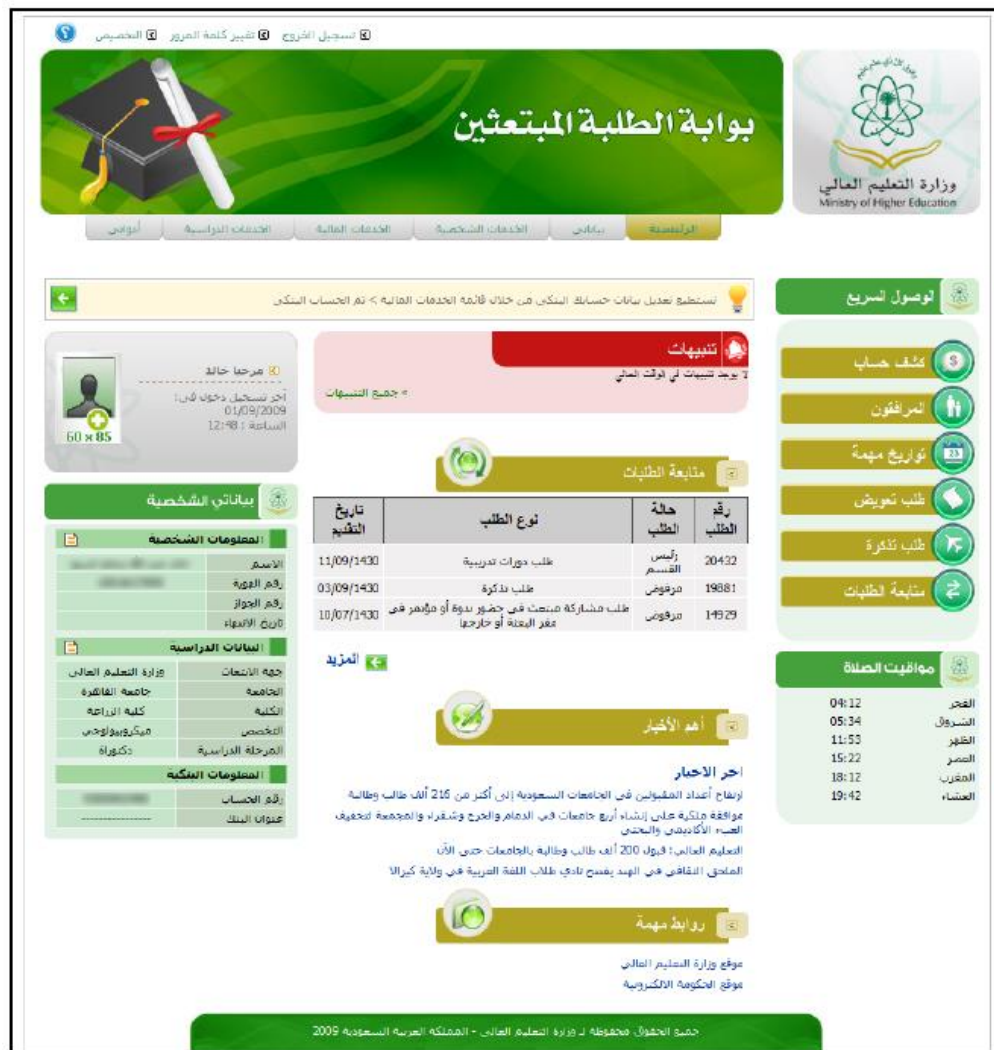 تسجيل الخروج
تغيير كلمة المرور
التخصيص
وزارة التعليم العالي
Ministry of Higher Education
بوابة الطلبة المبتعثين
الرئيسية
بياناتي
الخدمات الشخصية
الخدمات المالية
الخدمات الدراسية
أدواتي
الوصول السريع
كشف حساب
المرافقون
تواريخ مهمة
طلب تعويض
طلب تذكرة
متابعة الطلبات
مواقيت الصلاة
الفجر 04:12
الشروق 05:34
الظهر 11:53
العصر 15:22
المغرب 18:12
العشاء 19:42
تستطيع تعديل بيانات حسابك البنكي من خلال قائمة الخدمات المالية > ثم الحساب البنكي
تنبيهات
لا يوجد تنبيهات في الوقت الحالي
» جميع التنبيهات
متابعة الطلبات
رقم الطلب حالة الطلب نوع الطلب تاريخ التقديم
20432 رئيس القسم طلب دورات تدريبية 11/09/1430
19881 مرفوض طلب تذكرة 03/09/1430
14929 مرفوض طلب مشاركة مبتعث في حضور ندوة أو مؤتمر في مقر البعثة أو خارجها 10/07/1430
المزيد
أهم الأخبار
اخر الاخبار
ارتفاع أعداد المقبولين في الجامعات السعودية إلى أكثر من 216 ألف طالب وطالبة
موافقة ملكية على إنشاء أربع جامعات في الدمام والخرج وشقراء والمجمعة لتخفيف
العبء الأكاديمي والبحثي
التعليم العالي: قبول 200 ألف طالب وطالبة بالجامعات حتى الآن
الملحق الثقافي في الهند يفتتح نادي طلاب اللغة العربية في ولاية كيرالا
روابط مهمة
موقع وزارة التعليم العالي
موقع الحكومة الالكترونية
مرحبا خالد
آخر تسجيل دخول في:
01/09/2009
الساعة : 12:48
60 x 85
بياناتي الشخصية
المعلومات الشخصية
الاسم
رقم الهوية
رقم الجواز
تاريخ الانتهاء
البيانات الدراسية
جهة الابتعاث وزارة التعليم العالي
الجامعة جامعة القاهرة
الكلية كلية الزراعة
التخصص ميكروبيولوجي
المرحلة الدراسية دكتوراة
المعلومات البنكية
رقم الحساب
عنوان البنك ----------------
جميع الحقوق محفوظة لـ وزارة التعليم العالي - المملكة العربية السعودية 2009